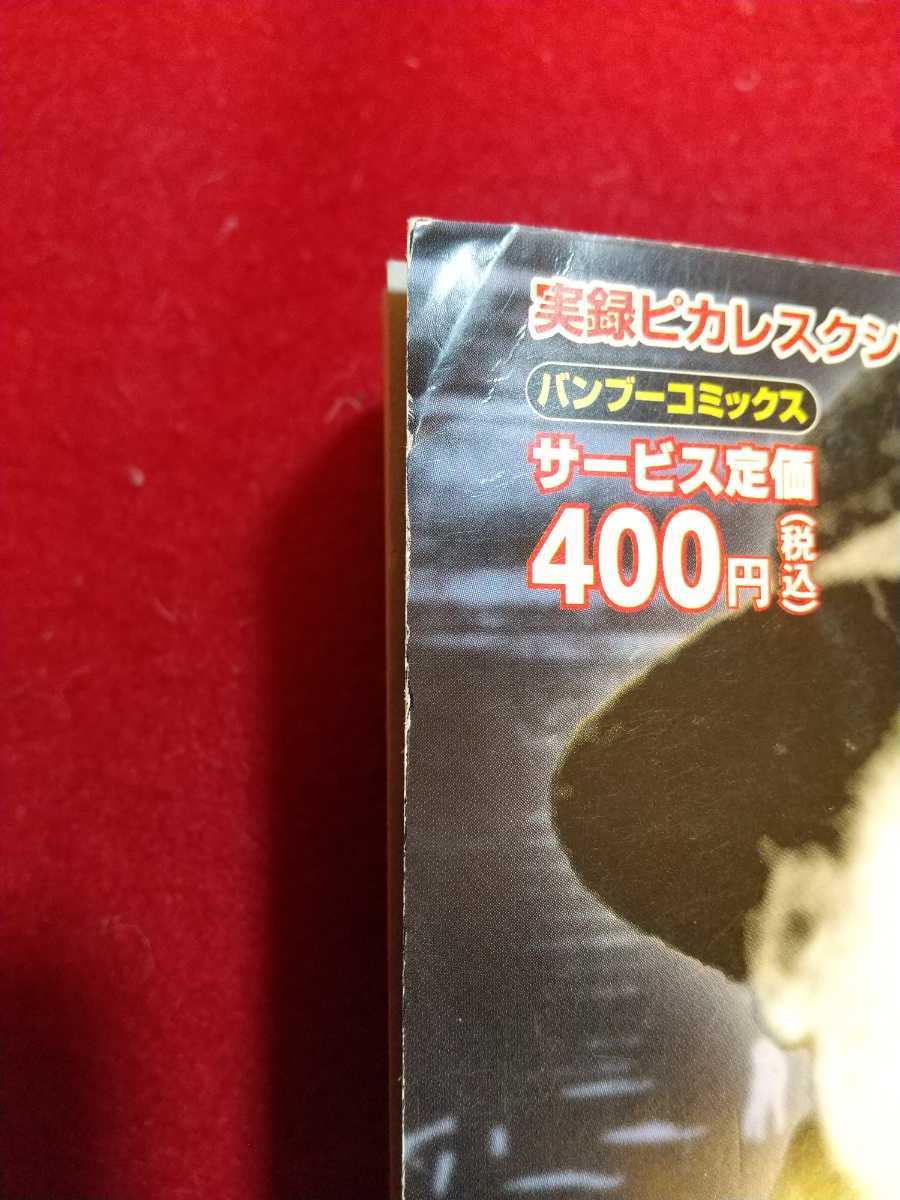 実録ピカレスクシ
バンブーコミックス
サービス定価
400円(税込)